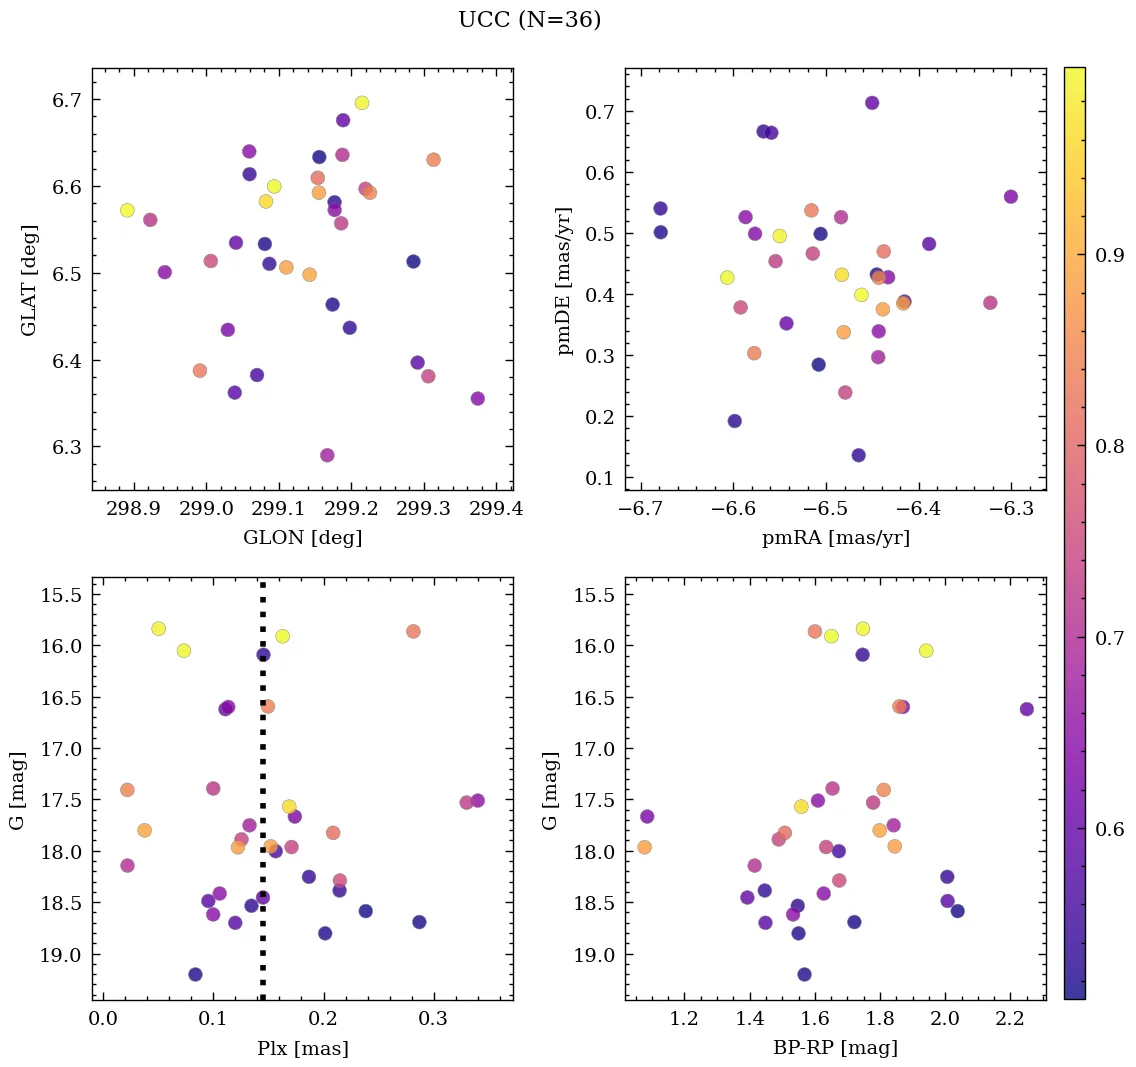 UCC (N=36)
6.7
6.6
6.5
6.4
6.3
GLAT [deg]
298.9 299.0 299.1 299.2 299.3 299.4
GLON [deg]
0.7
0.6
0.5
0.4
0.3
0.2
0.1
pmDE [mas/yr]
−6.7 −6.6 −6.5 −6.4 −6.3
pmRA [mas/yr]
15.5
16.0
16.5
17.0
17.5
18.0
18.5
19.0
G [mag]
0.0 0.1 0.2 0.3
Plx [mas]
15.5
16.0
16.5
17.0
17.5
18.0
18.5
19.0
G [mag]
1.2 1.4 1.6 1.8 2.0 2.2
BP-RP [mag]
0.9
0.8
0.7
0.6